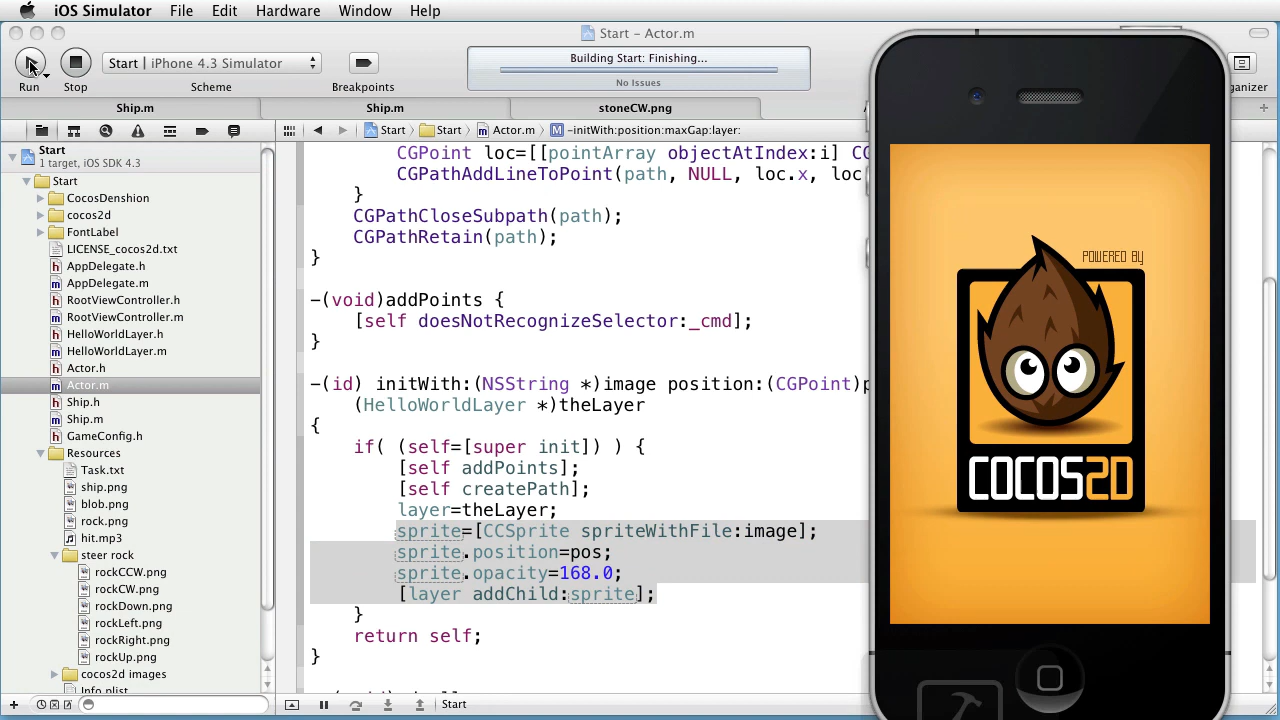 iOS Simulator File Edit Hardware Window Help
Start – Actor.m
Start | iPhone 4.3 Simulator
Building Start: Finishing...
No Issues
Run Stop Scheme Breakpoints
Ship.m Ship.m stoneCW.png
Start Start Actor.m -initWith:position:maxGap:layer:
Start
1 target, iOS SDK 4.3
Start
CocosDenshion
cocos2d
FontLabel
LICENSE_cocos2d.txt
AppDelegate.h
AppDelegate.m
RootViewController.h
RootViewController.m
HelloWorldLayer.h
HelloWorldLayer.m
Actor.h
Actor.m
Ship.h
Ship.m
GameConfig.h
Resources
Task.txt
ship.png
blob.png
rock.png
hit.mp3
steer rock
rockCCW.png
rockCW.png
rockDown.png
rockLeft.png
rockRight.png
rockUp.png
cocos2d images
Info.plist
CGPoint loc=[[pointArray objectAtIndex:i] CG
CGPathAddLineToPoint(path, NULL, loc.x, loc
}
CGPathCloseSubpath(path);
CGPathRetain(path);
}
-(void)addPoints {
[self doesNotRecognizeSelector:_cmd];
}
-(id) initWith:(NSString *)image position:(CGPoint)p
(HelloWorldLayer *)theLayer
{
if( (self=[super init]) ) {
[self addPoints];
[self createPath];
layer=theLayer;
sprite=[CCSprite spriteWithFile:image];
sprite.position=pos;
sprite.opacity=168.0;
[layer addChild:sprite];
}
return self;
}
Start
POWERED BY
COCOS2D
ganizer